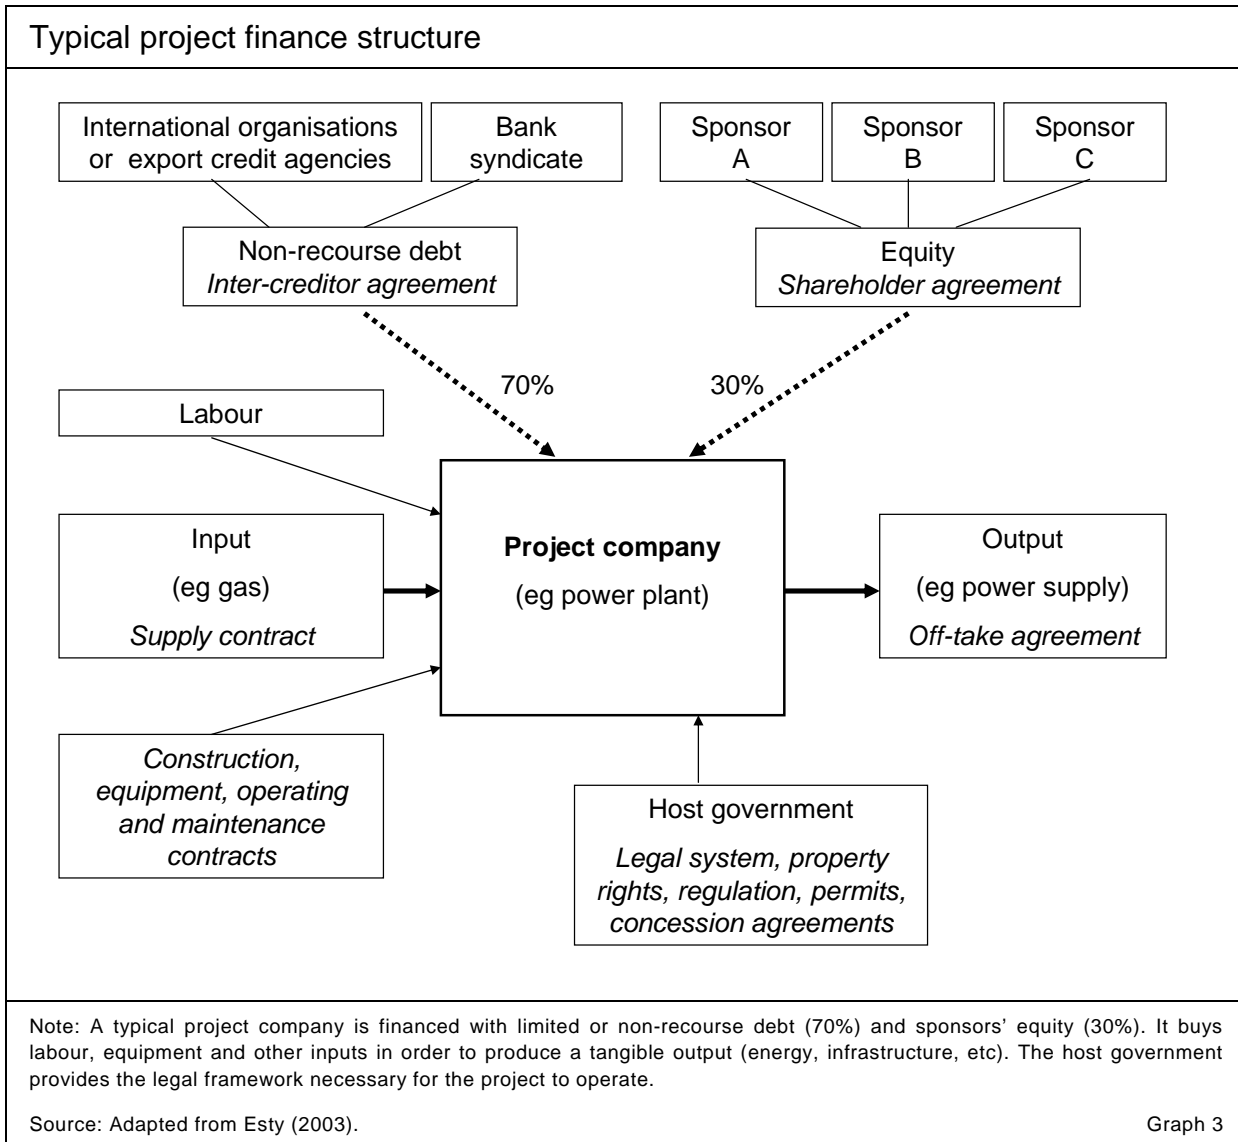 Typical project finance structure
International organisations
or export credit agencies
Bank
syndicate
Sponsor
A
Sponsor
B
Sponsor
C
Non-recourse debt
Inter-creditor agreement
Equity
Shareholder agreement
70%
30%
Labour
Input
(eg gas)
Supply contract
Project company
(eg power plant)
Output
(eg power supply)
Off-take agreement
Construction,
equipment, operating
and maintenance
contracts
Host government
Legal system, property
rights, regulation, permits,
concession agreements
Note: A typical project company is financed with limited or non-recourse debt (70%) and sponsors' equity (30%). It buys
labour, equipment and other inputs in order to produce a tangible output (energy, infrastructure, etc). The host government
provides the legal framework necessary for the project to operate.
Source: Adapted from Esty (2003).
Graph 3